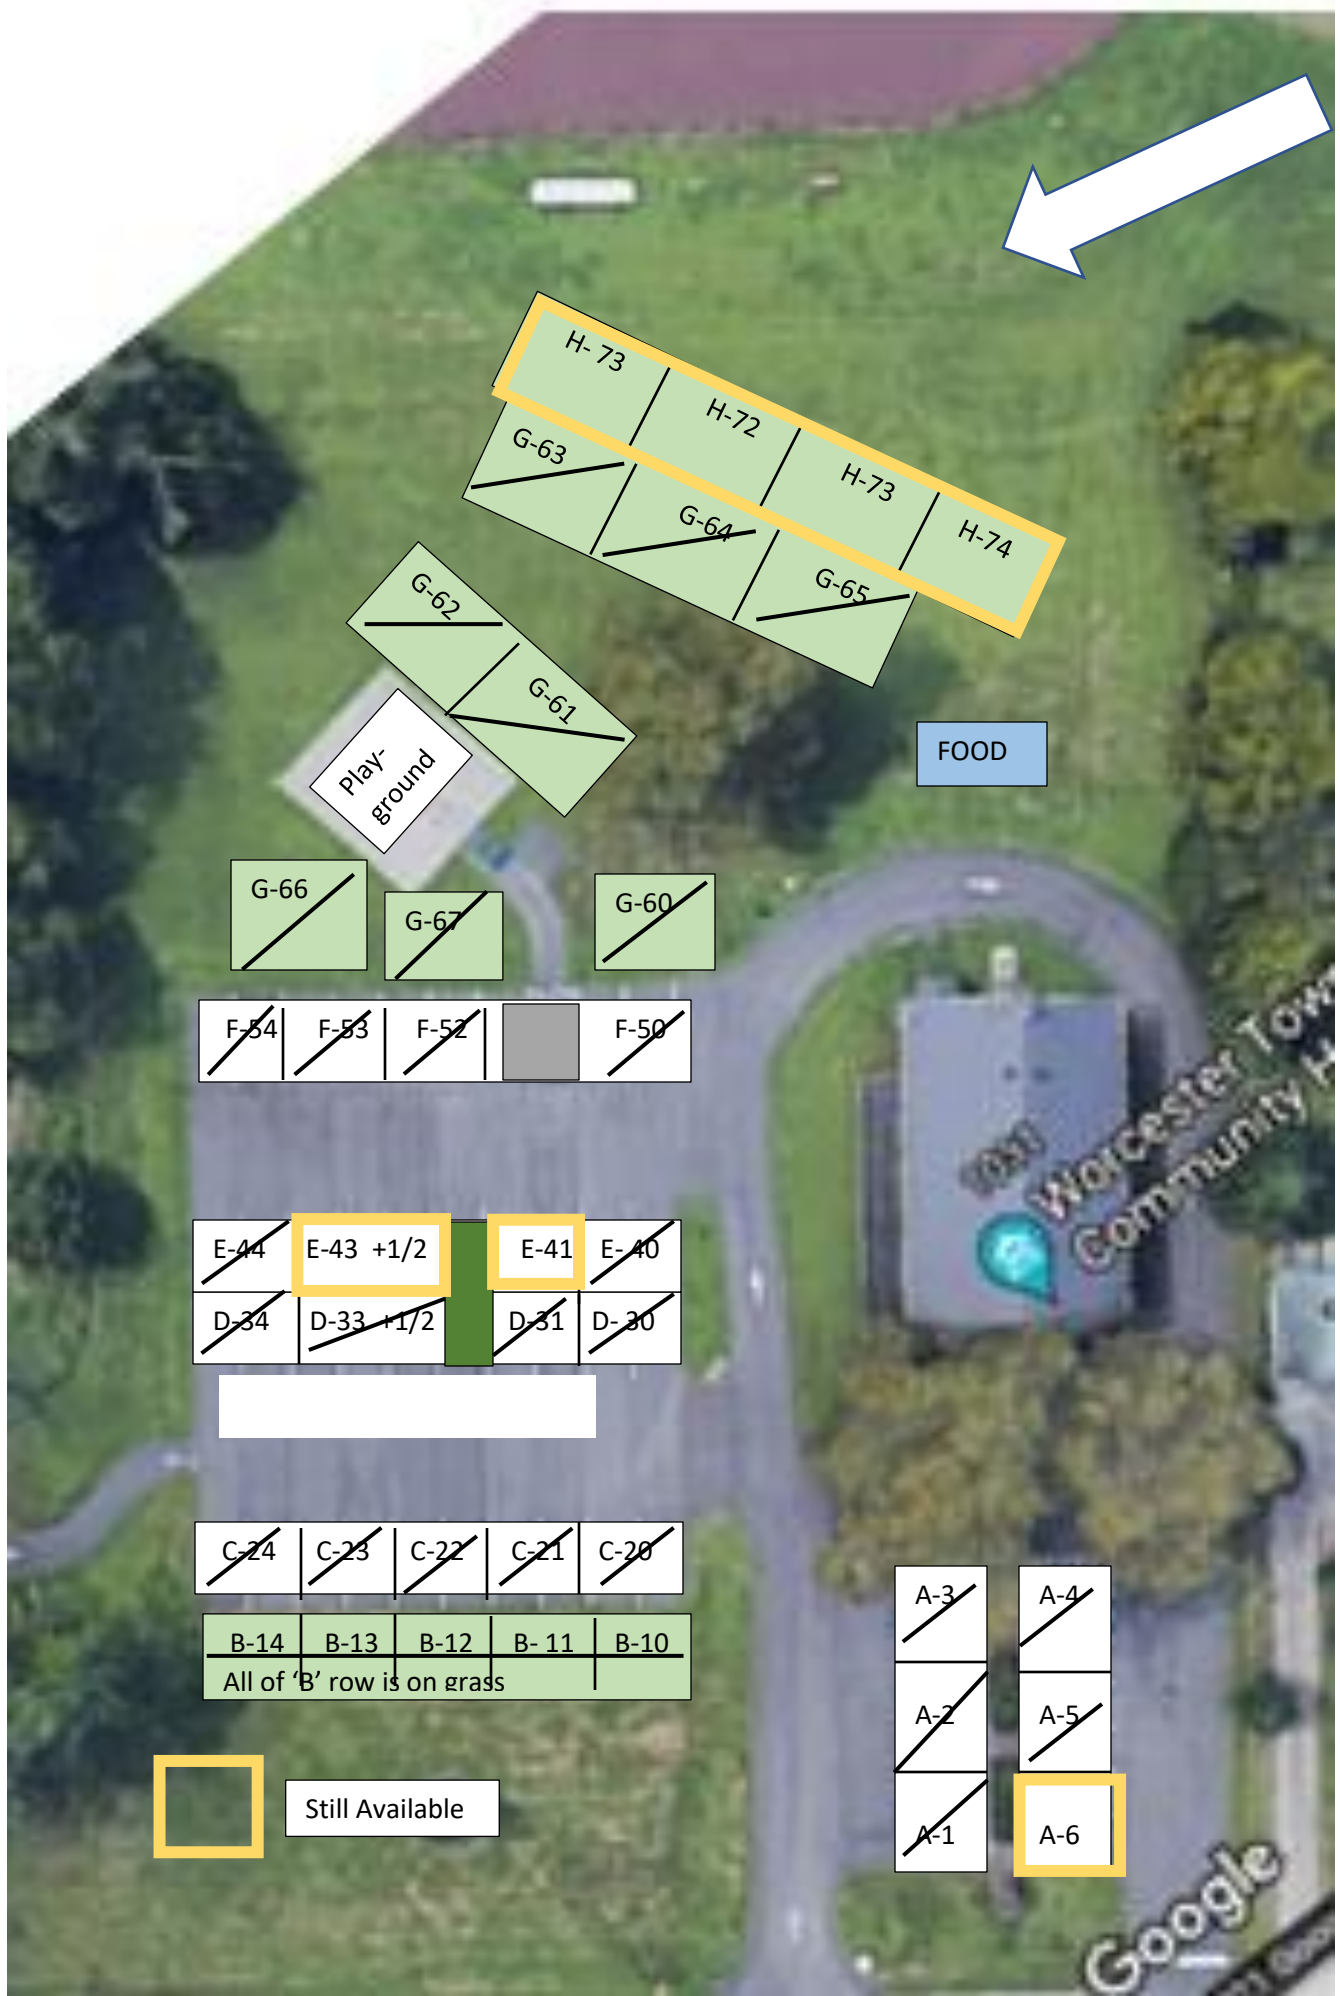 H- 73
H-72
H-73
H-74
G-63
G-64
G-65
G-62
G-61
Play-
ground
FOOD
G-66
G-67
G-60
F-54
F-53
F-52
F-50
Worcester Town
Community H
E-44
E-43 +1/2
E-41
E- 40
D-34
D-33 +1/2
D-31
D- 30
C-24
C-23
C-22
C-21
C-20
B-14
B-13
B-12
B- 11
B-10
All of ‘B’ row is on grass
A-3
A-4
A-2
A-5
A-1
A-6
Still Available
Google